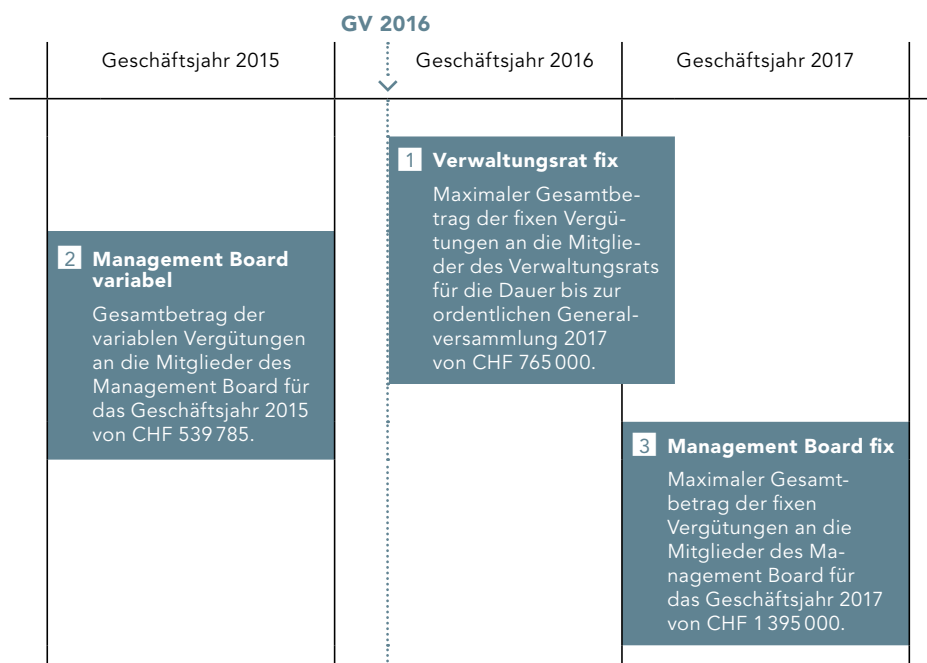 GV 2016
Geschäftsjahr 2015
Geschäftsjahr 2016
Geschäftsjahr 2017
1 Verwaltungsrat fix
Maximaler Gesamtbe-
trag der fixen Vergü-
tungen an die Mitglie-
der des Verwaltungsrats
für die Dauer bis zur
ordentlichen General-
versammlung 2017
von CHF 765 000.
2 Management Board
variabel
Gesamtbetrag der
variablen Vergütungen
an die Mitglieder des
Management Board für
das Geschäftsjahr 2015
von CHF 539 785.
3 Management Board fix
Maximaler Gesamt-
betrag der fixen
Vergütungen an die
Mitglieder des Ma-
nagement Board für
das Geschäftsjahr 2017
von CHF 1 395 000.